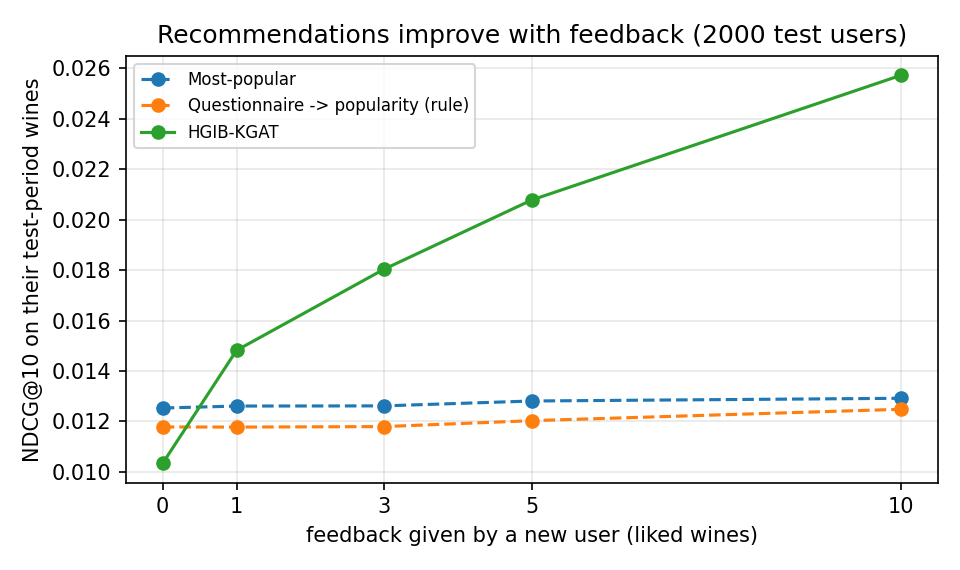 Recommendations improve with feedback (2000 test users)
NDCG@10 on their test-period wines
0.026
0.024
0.022
0.020
0.018
0.016
0.014
0.012
0.010
Most-popular
Questionnaire -> popularity (rule)
HGIB-KGAT
0 1 3 5 10
feedback given by a new user (liked wines)